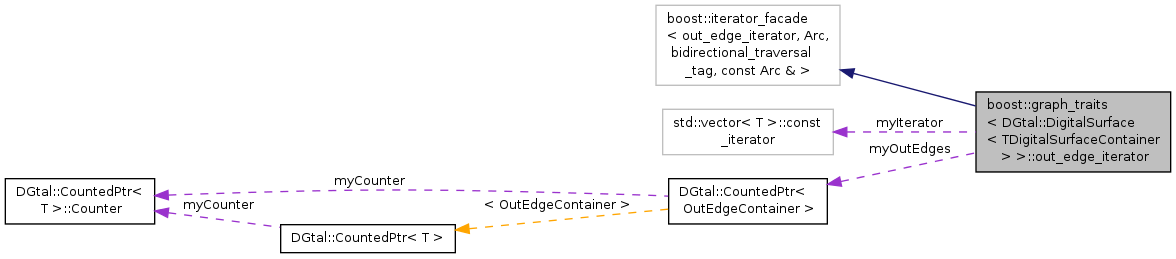 boost::iterator_facade
< out_edge_iterator, Arc,
bidirectional_traversal
_tag, const Arc & >
boost::graph_traits
< DGtal::DigitalSurface
< TDigitalSurfaceContainer
> >::out_edge_iterator
std::vector< T >::const
_iterator
myIterator
myOutEdges
DGtal::CountedPtr<
T >::Counter
myCounter
myCounter
< OutEdgeContainer >
DGtal::CountedPtr<
OutEdgeContainer >
DGtal::CountedPtr< T >